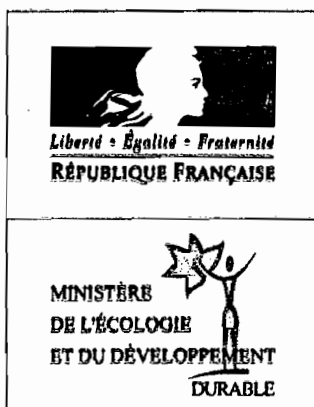 Liberté • Égalité • Fraternité
RÉPUBLIQUE FRANÇAISE
MINISTÈRE
DE L'ÉCOLOGIE
ET DU DÉVELOPPEMENT
DURABLE